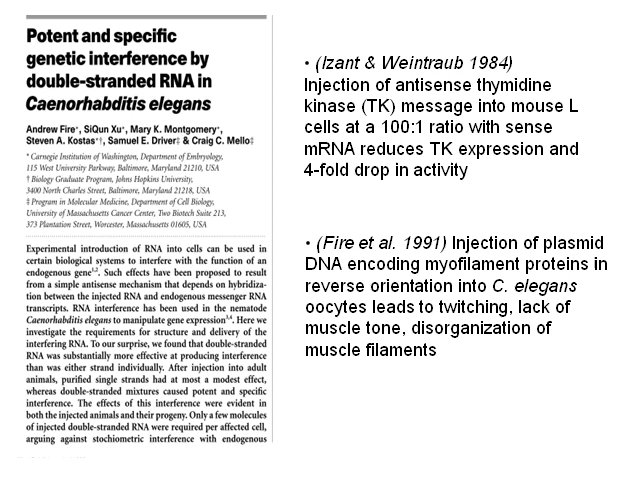 Potent and specific
genetic interference by
double-stranded RNA in
Caenorhabditis elegans
Andrew Fire*, SiQun Xu*, Mary K. Montgomery*,
Steven A. Kostas*†, Samuel E. Driver‡ & Craig C. Mello‡
* Carnegie Institution of Washington, Department of Embryology,
115 West University Parkway, Baltimore, Maryland 21210, USA
† Biology Graduate Program, Johns Hopkins University,
3400 North Charles Street, Baltimore, Maryland 21218, USA
‡ Program in Molecular Medicine, Department of Cell Biology,
University of Massachusetts Cancer Center, Two Biotech Suite 213,
373 Plantation Street, Worcester, Massachusetts 01605, USA
Experimental introduction of RNA into cells can be used in
certain biological systems to interfere with the function of an
endogenous gene1,2. Such effects have been proposed to result
from a simple antisense mechanism that depends on hybridiza-
tion between the injected RNA and endogenous messenger RNA
transcripts. RNA interference has been used in the nematode
Caenorhabditis elegans to manipulate gene expression3,4. Here we
investigate the requirements for structure and delivery of the
interfering RNA. To our surprise, we found that double-stranded
RNA was substantially more effective at producing interference
than was either strand individually. After injection into adult
animals, purified single strands had at most a modest effect,
whereas double-stranded mixtures caused potent and specific
interference. The effects of this interference were evident in
both the injected animals and their progeny. Only a few molecules
of injected double-stranded RNA were required per affected cell,
arguing against stochiometric interference with endogenous
• (Izant & Weintraub 1984)
Injection of antisense thymidine
kinase (TK) message into mouse L
cells at a 100:1 ratio with sense
mRNA reduces TK expression and
4-fold drop in activity
• (Fire et al. 1991) Injection of plasmid
DNA encoding myofilament proteins in
reverse orientation into C. elegans
oocytes leads to twitching, lack of
muscle tone, disorganization of
muscle filaments